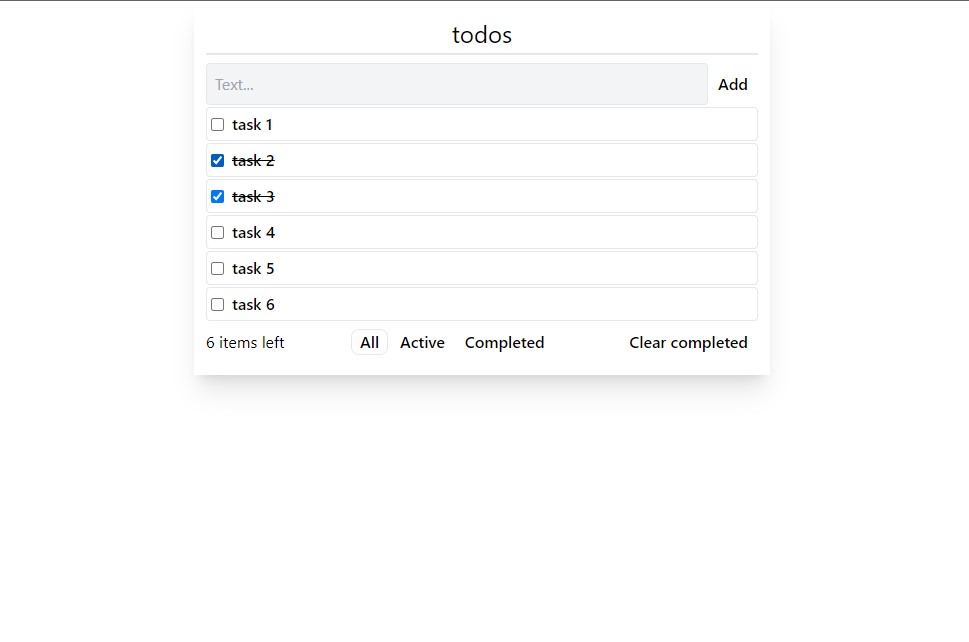 todos
Text... Add
task 1
task 2
task 3
task 4
task 5
task 6
6 items left All Active Completed Clear completed